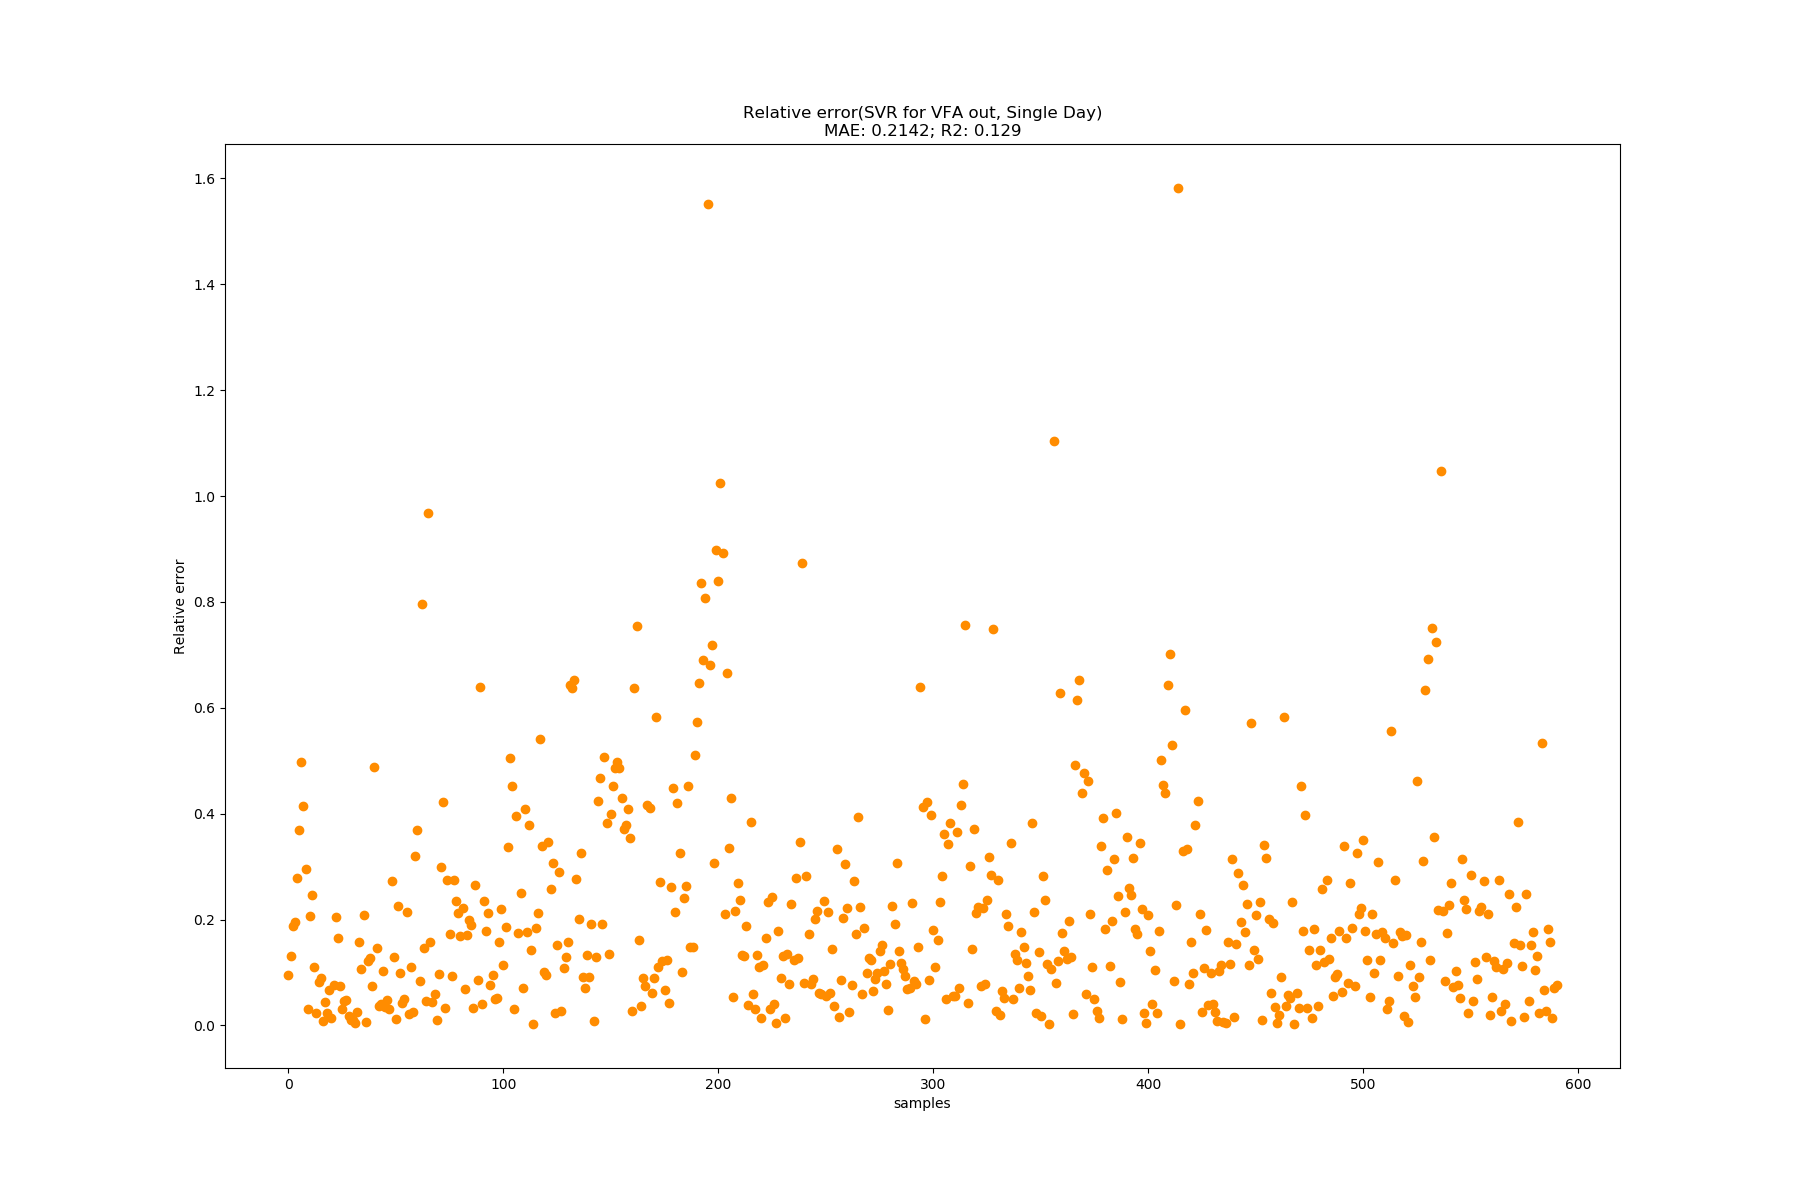 Relative error(SVR for VFA out, Single Day)
MAE: 0.2142; R2: 0.129
1.6
1.4
1.2
1.0
0.8
0.6
0.4
0.2
0.0
Relative error
0 100 200 300 400 500 600
samples